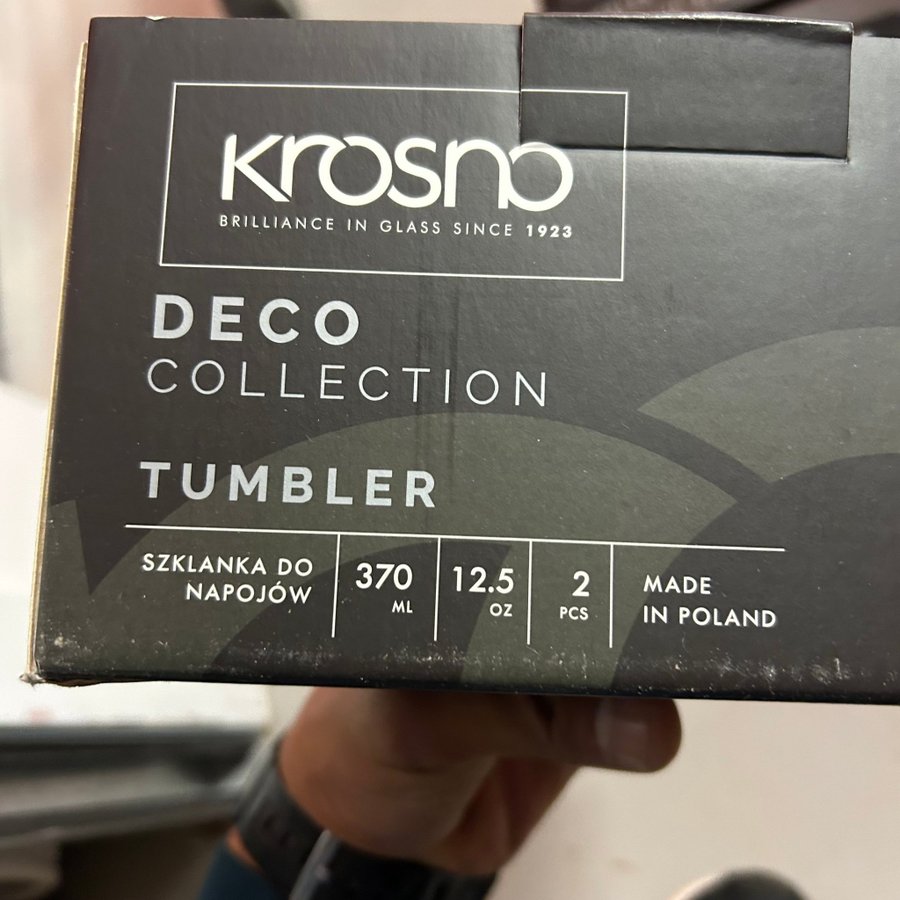 Krosno
BRILLIANCE IN GLASS SINCE 1923
DECO
COLLECTION
TUMBLER
SZKLANKA DO
NAPOJÓW
370
ML
12.5
OZ
2
PCS
MADE
IN POLAND